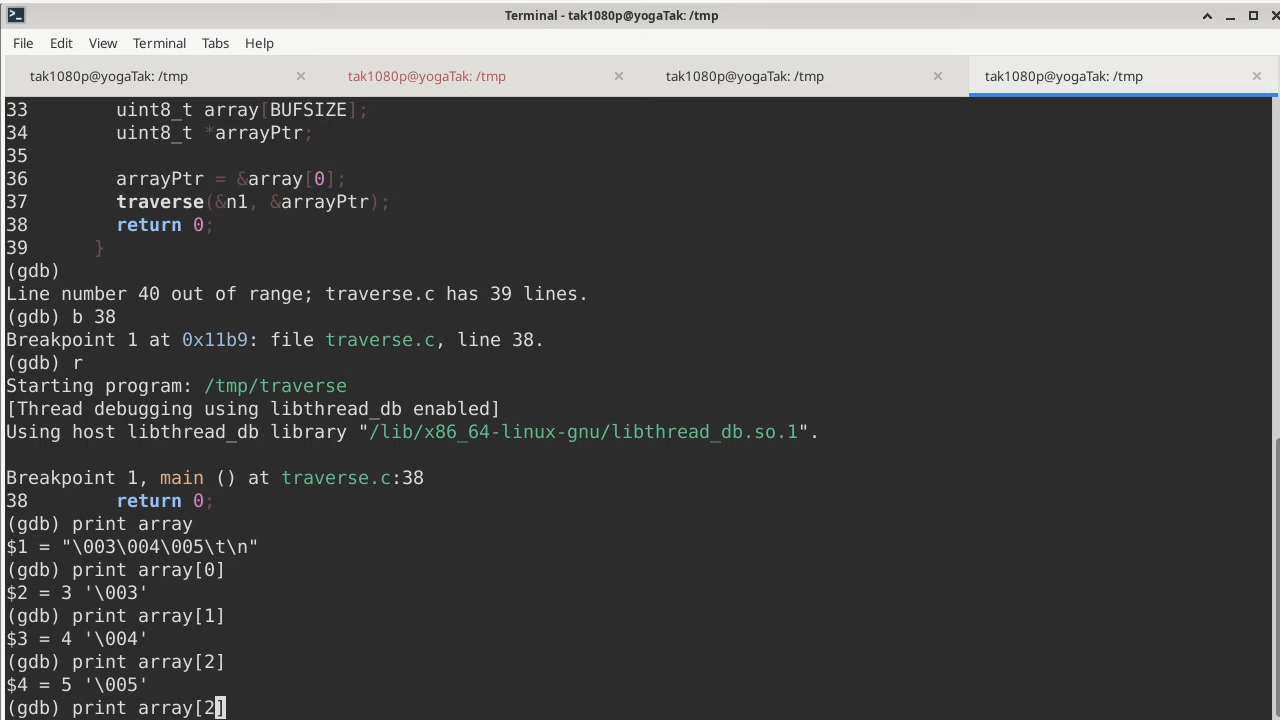 Terminal - tak1080p@yogaTak: /tmp
File Edit View Terminal Tabs Help
tak1080p@yogaTak: /tmp tak1080p@yogaTak: /tmp tak1080p@yogaTak: /tmp tak1080p@yogaTak: /tmp
33 uint8_t array[BUFSIZE];
34 uint8_t *arrayPtr;
35
36 arrayPtr = &array[0];
37 traverse(&n1, &arrayPtr);
38 return 0;
39 }
(gdb)
Line number 40 out of range; traverse.c has 39 lines.
(gdb) b 38
Breakpoint 1 at 0x11b9: file traverse.c, line 38.
(gdb) r
Starting program: /tmp/traverse
[Thread debugging using libthread_db enabled]
Using host libthread_db library "/lib/x86_64-linux-gnu/libthread_db.so.1".
Breakpoint 1, main () at traverse.c:38
38 return 0;
(gdb) print array
$1 = "\003\004\005\t\n"
(gdb) print array[0]
$2 = 3 '\003'
(gdb) print array[1]
$3 = 4 '\004'
(gdb) print array[2]
$4 = 5 '\005'
(gdb) print array[2]